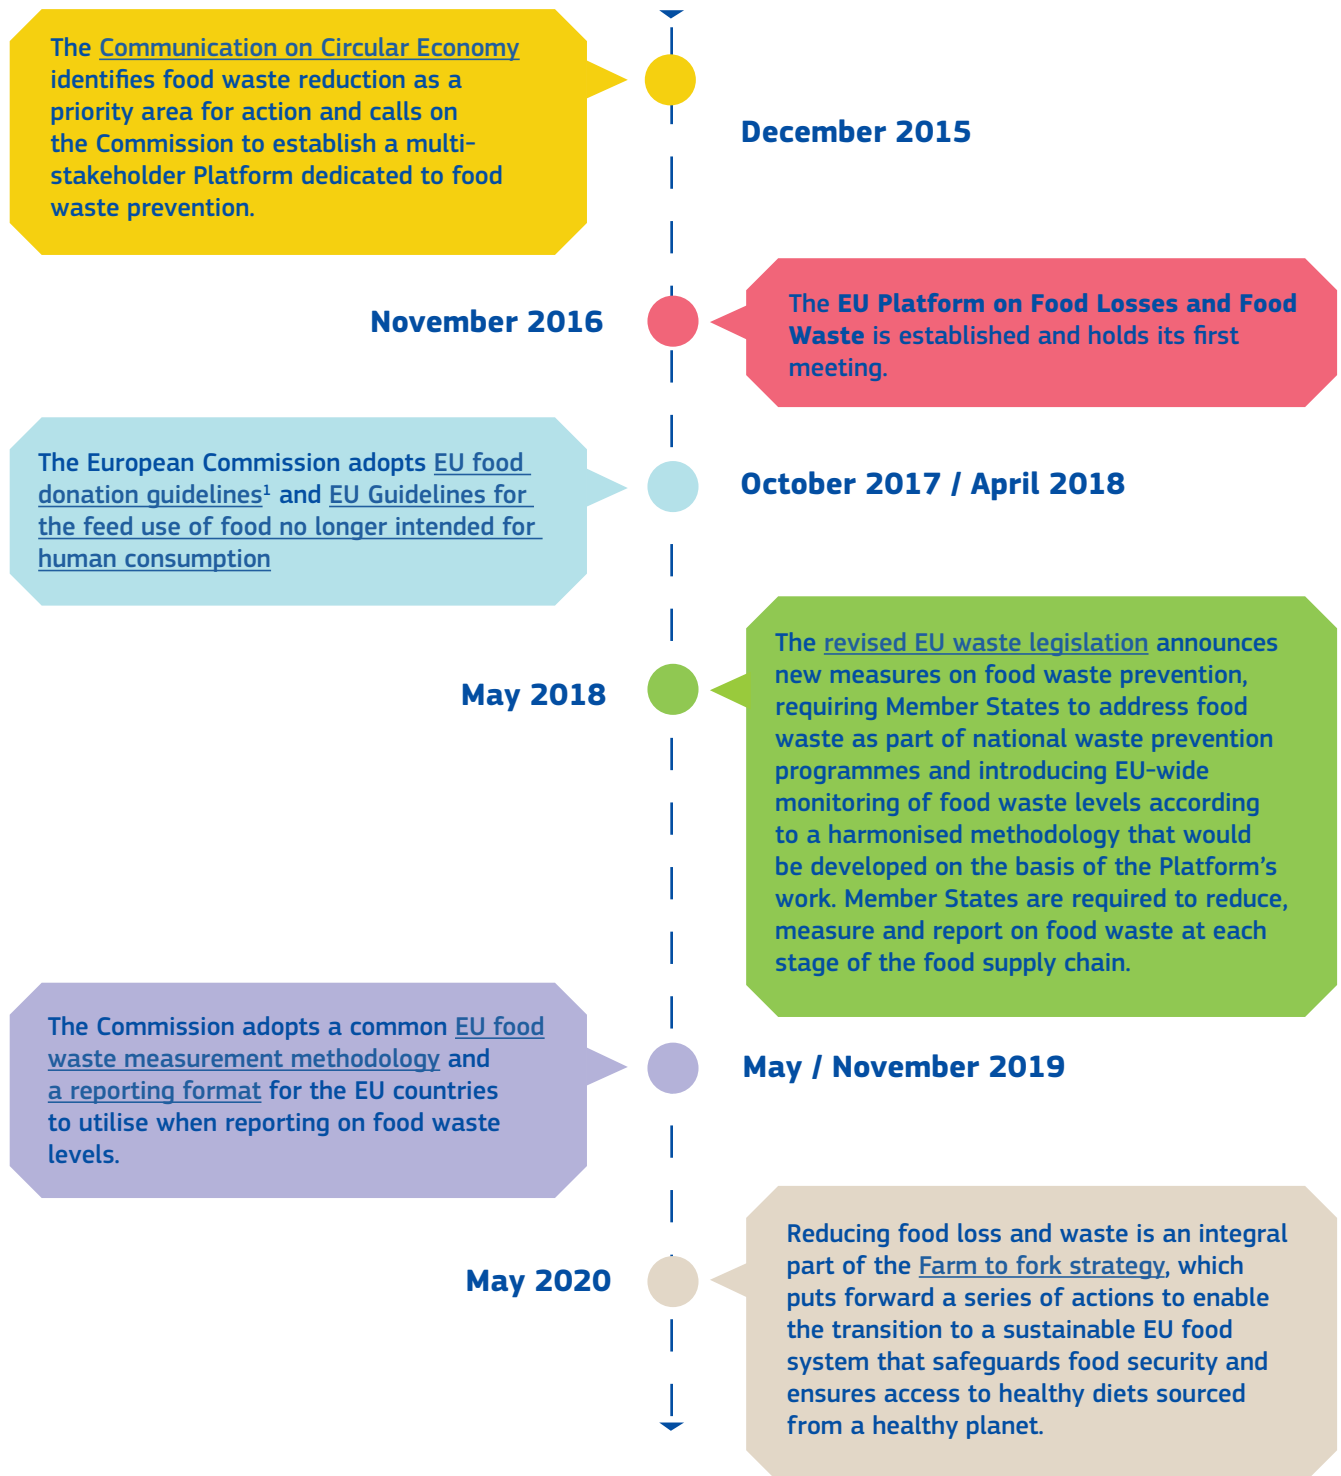 The Communication on Circular Economy
identifies food waste reduction as a
priority area for action and calls on
the Commission to establish a multi-
stakeholder Platform dedicated to food
waste prevention.
December 2015
November 2016
The EU Platform on Food Losses and Food
Waste is established and holds its first
meeting.
The European Commission adopts EU food
donation guidelines¹ and EU Guidelines for
the feed use of food no longer intended for
human consumption
October 2017 / April 2018
May 2018
The revised EU waste legislation announces
new measures on food waste prevention,
requiring Member States to address food
waste as part of national waste prevention
programmes and introducing EU-wide
monitoring of food waste levels according
to a harmonised methodology that would
be developed on the basis of the Platform's
work. Member States are required to reduce,
measure and report on food waste at each
stage of the food supply chain.
The Commission adopts a common EU food
waste measurement methodology and
a reporting format for the EU countries
to utilise when reporting on food waste
levels.
May / November 2019
May 2020
Reducing food loss and waste is an integral
part of the Farm to fork strategy, which
puts forward a series of actions to enable
the transition to a sustainable EU food
system that safeguards food security and
ensures access to healthy diets sourced
from a healthy planet.